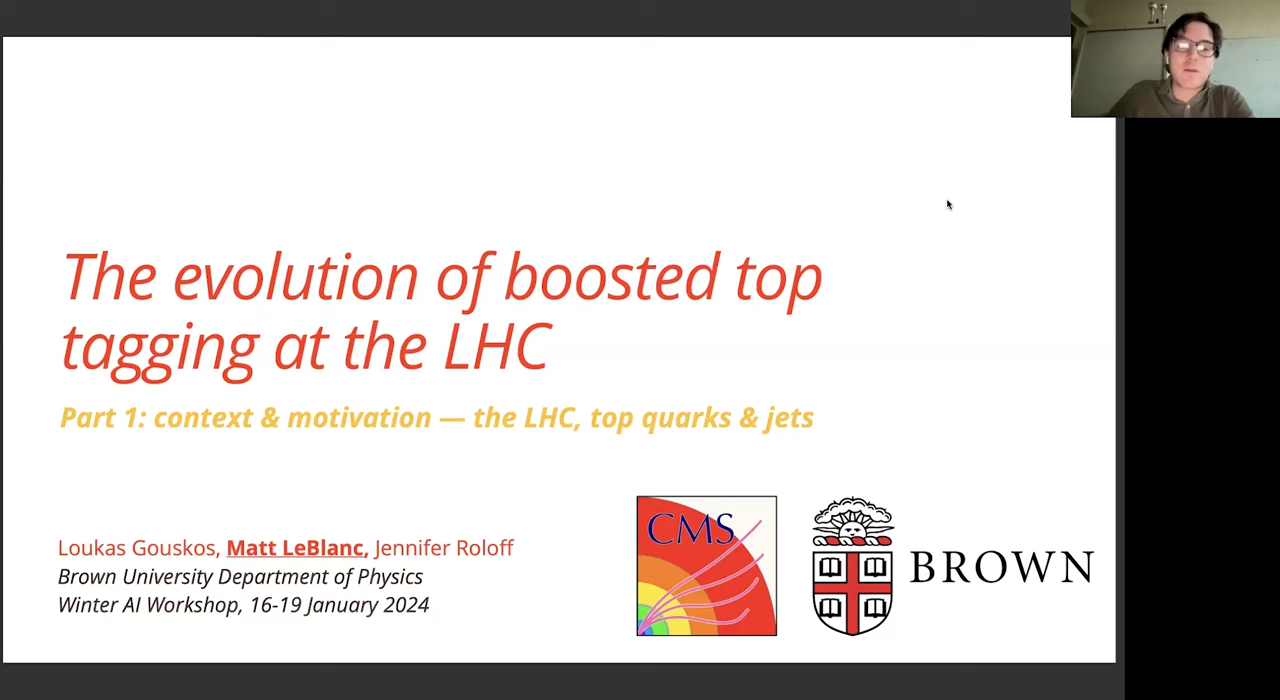 The evolution of boosted top
tagging at the LHC
Part 1: context & motivation — the LHC, top quarks & jets
Loukas Gouskos, Matt LeBlanc, Jennifer Roloff
Brown University Department of Physics
Winter AI Workshop, 16-19 January 2024
CMS
BROWN